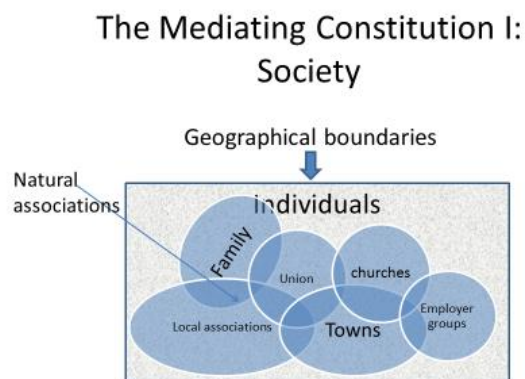 The Mediating Constitution I:
Society
Geographical boundaries
Natural
associations
individuals
Family
Union
churches
Local associations
Towns
Employer
groups